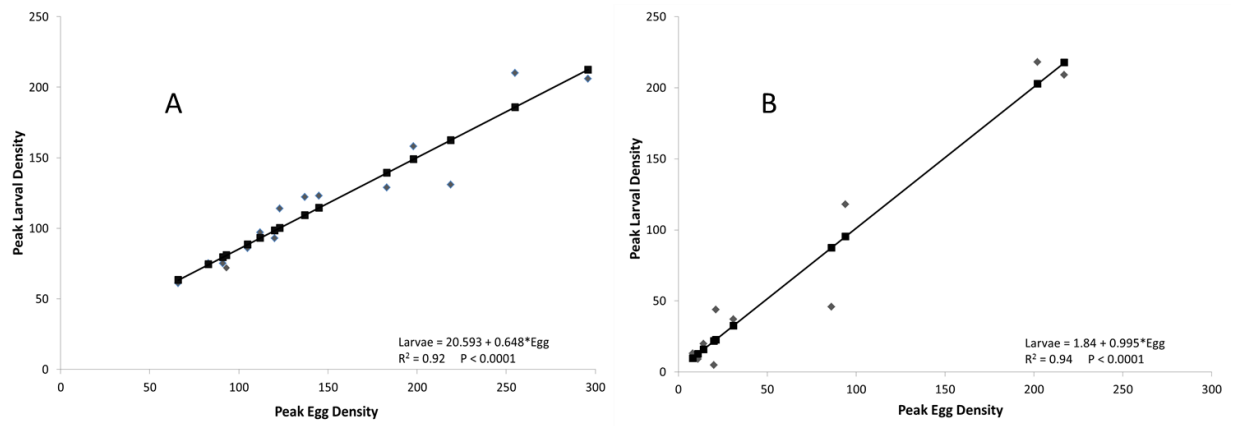 250
200
150
100
50
0
Peak Larval Density
A
Larvae = 20.593 + 0.648*Egg
R² = 0.92 P < 0.0001
0 50 100 150 200 250 300
Peak Egg Density
250
200
150
100
50
0
Peak Larval Density
B
Larvae = 1.84 + 0.995*Egg
R² = 0.94 P < 0.0001
0 50 100 150 200 250 300
Peak Egg Density